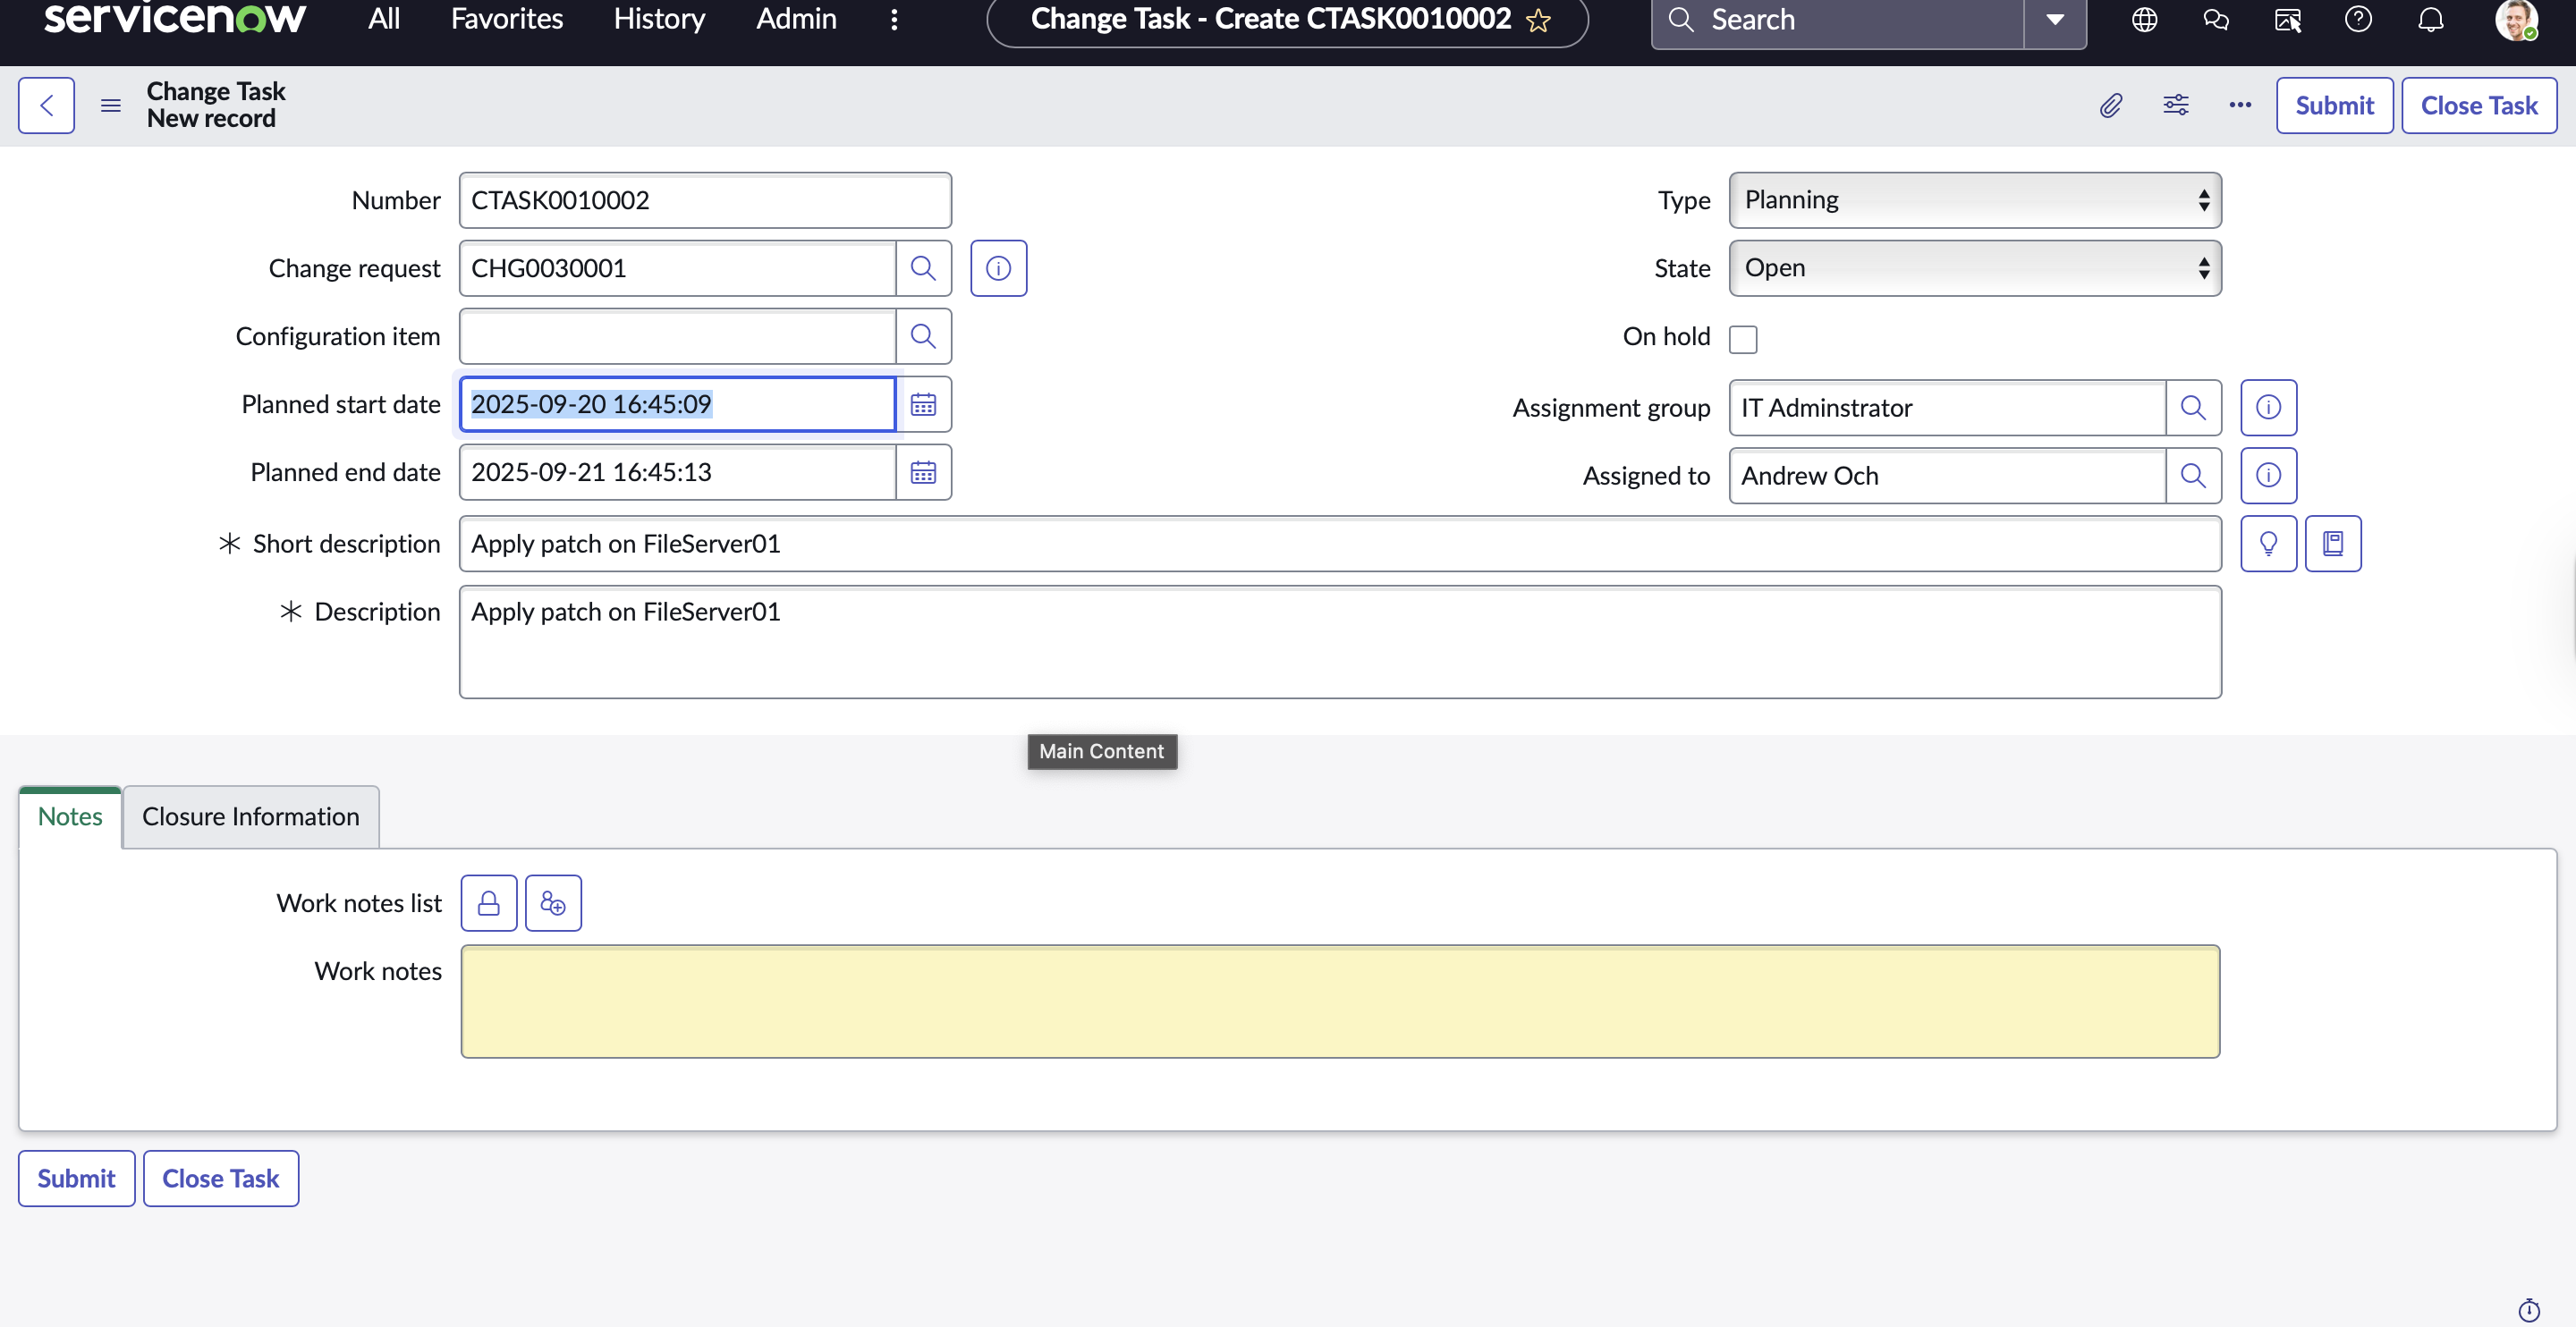 servicenow All Favorites History Admin Change Task - Create CTASK0010002 Search
Change Task
New record
Submit Close Task
Number CTASK0010002
Type Planning
Change request CHG0030001
State Open
Configuration item
On hold
Planned start date 2025-09-20 16:45:09
Assignment group IT Adminstrator
Planned end date 2025-09-21 16:45:13
Assigned to Andrew Och
Short description Apply patch on FileServer01
Description Apply patch on FileServer01
Main Content
Notes Closure Information
Work notes list
Work notes
Submit Close Task